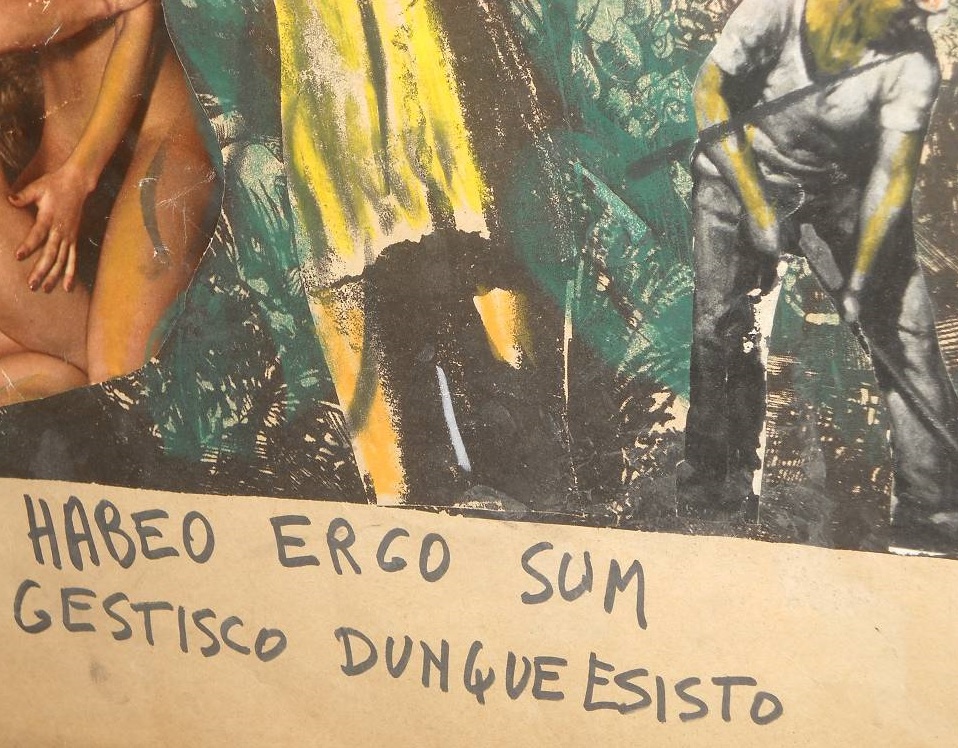 HABEO ERGO SUM
GESTISCO DUNQUE ESISTO